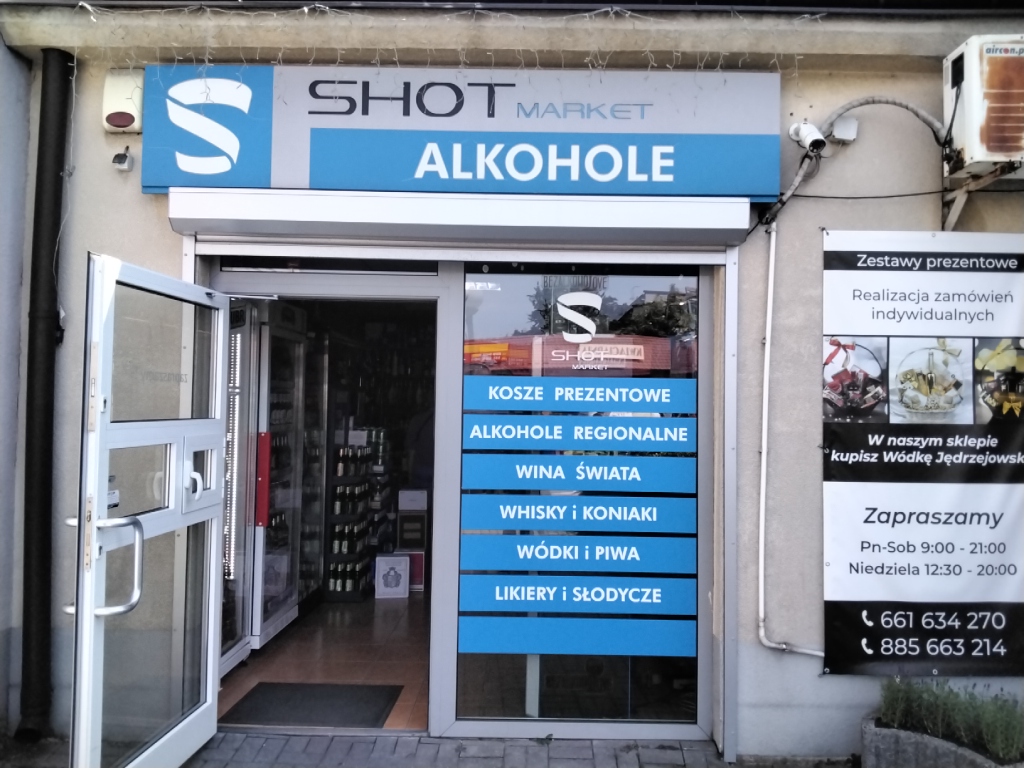 SHOT MARKET
ALKOHOLE
aircon.p
SHOT
MARKET
KOSZE PREZENTOWE
ALKOHOLE REGIONALNE
WINA ŚWIATA
WHISKY i KONIAKI
WÓDKI i PIWA
LIKIERY i SŁODYCZE
Zestawy prezentowe
Realizacja zamówień
indywidualnych
W naszym sklepie
kupisz Wódkę Jędrzejowsk
Zapraszamy
Pn-Sob 9:00 - 21:00
Niedziela 12:30 - 20:00
661 634 270
885 663 214